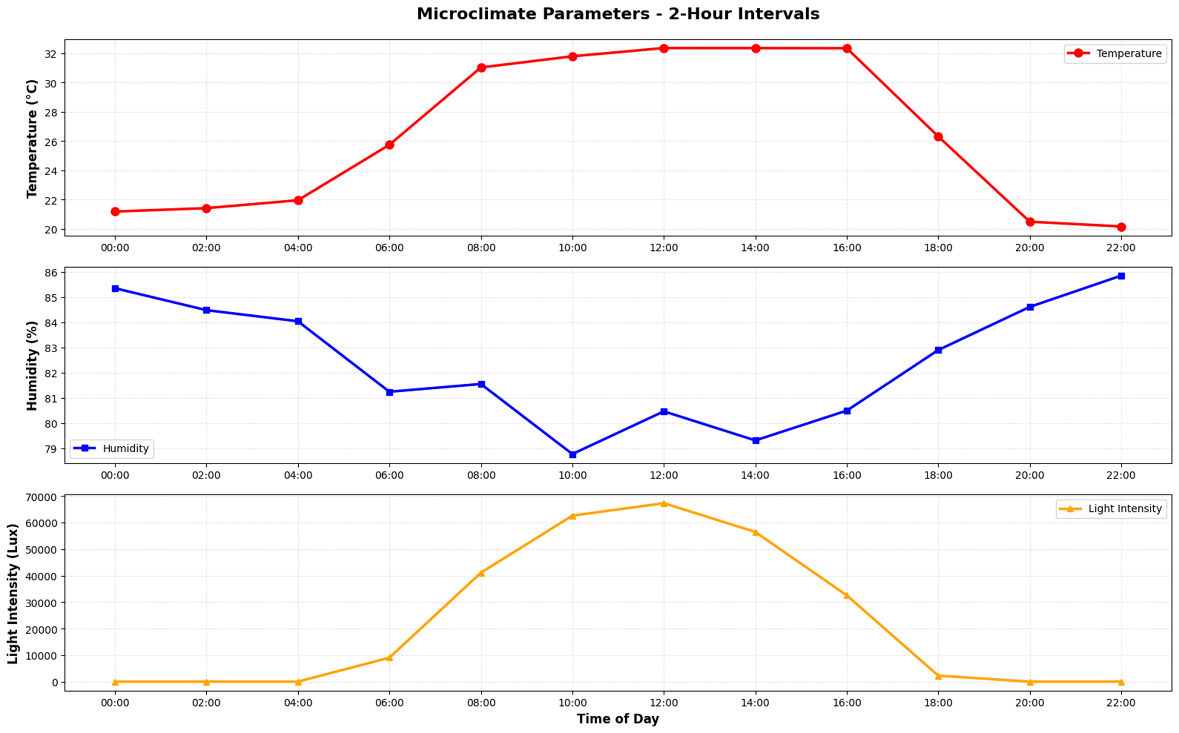 Microclimate Parameters - 2-Hour Intervals
Temperature (°C)
32
30
28
26
24
22
20
Temperature
00:00 02:00 04:00 06:00 08:00 10:00 12:00 14:00 16:00 18:00 20:00 22:00
Humidity (%)
86
85
84
83
82
81
80
79
Humidity
00:00 02:00 04:00 06:00 08:00 10:00 12:00 14:00 16:00 18:00 20:00 22:00
Light Intensity (Lux)
70000
60000
50000
40000
30000
20000
10000
0
Light Intensity
00:00 02:00 04:00 06:00 08:00 10:00 12:00 14:00 16:00 18:00 20:00 22:00
Time of Day